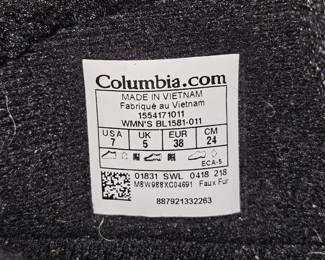 Columbia.com
MADE IN VIETNAM
Fabriqué au Vietnam
1554171011
WMN'S BL1581-011
USA UK EUR CM
7 5 38 24
ECA-5
01831 SWL 0418 218
M8W988XC04691 Faux Fur
887921332263